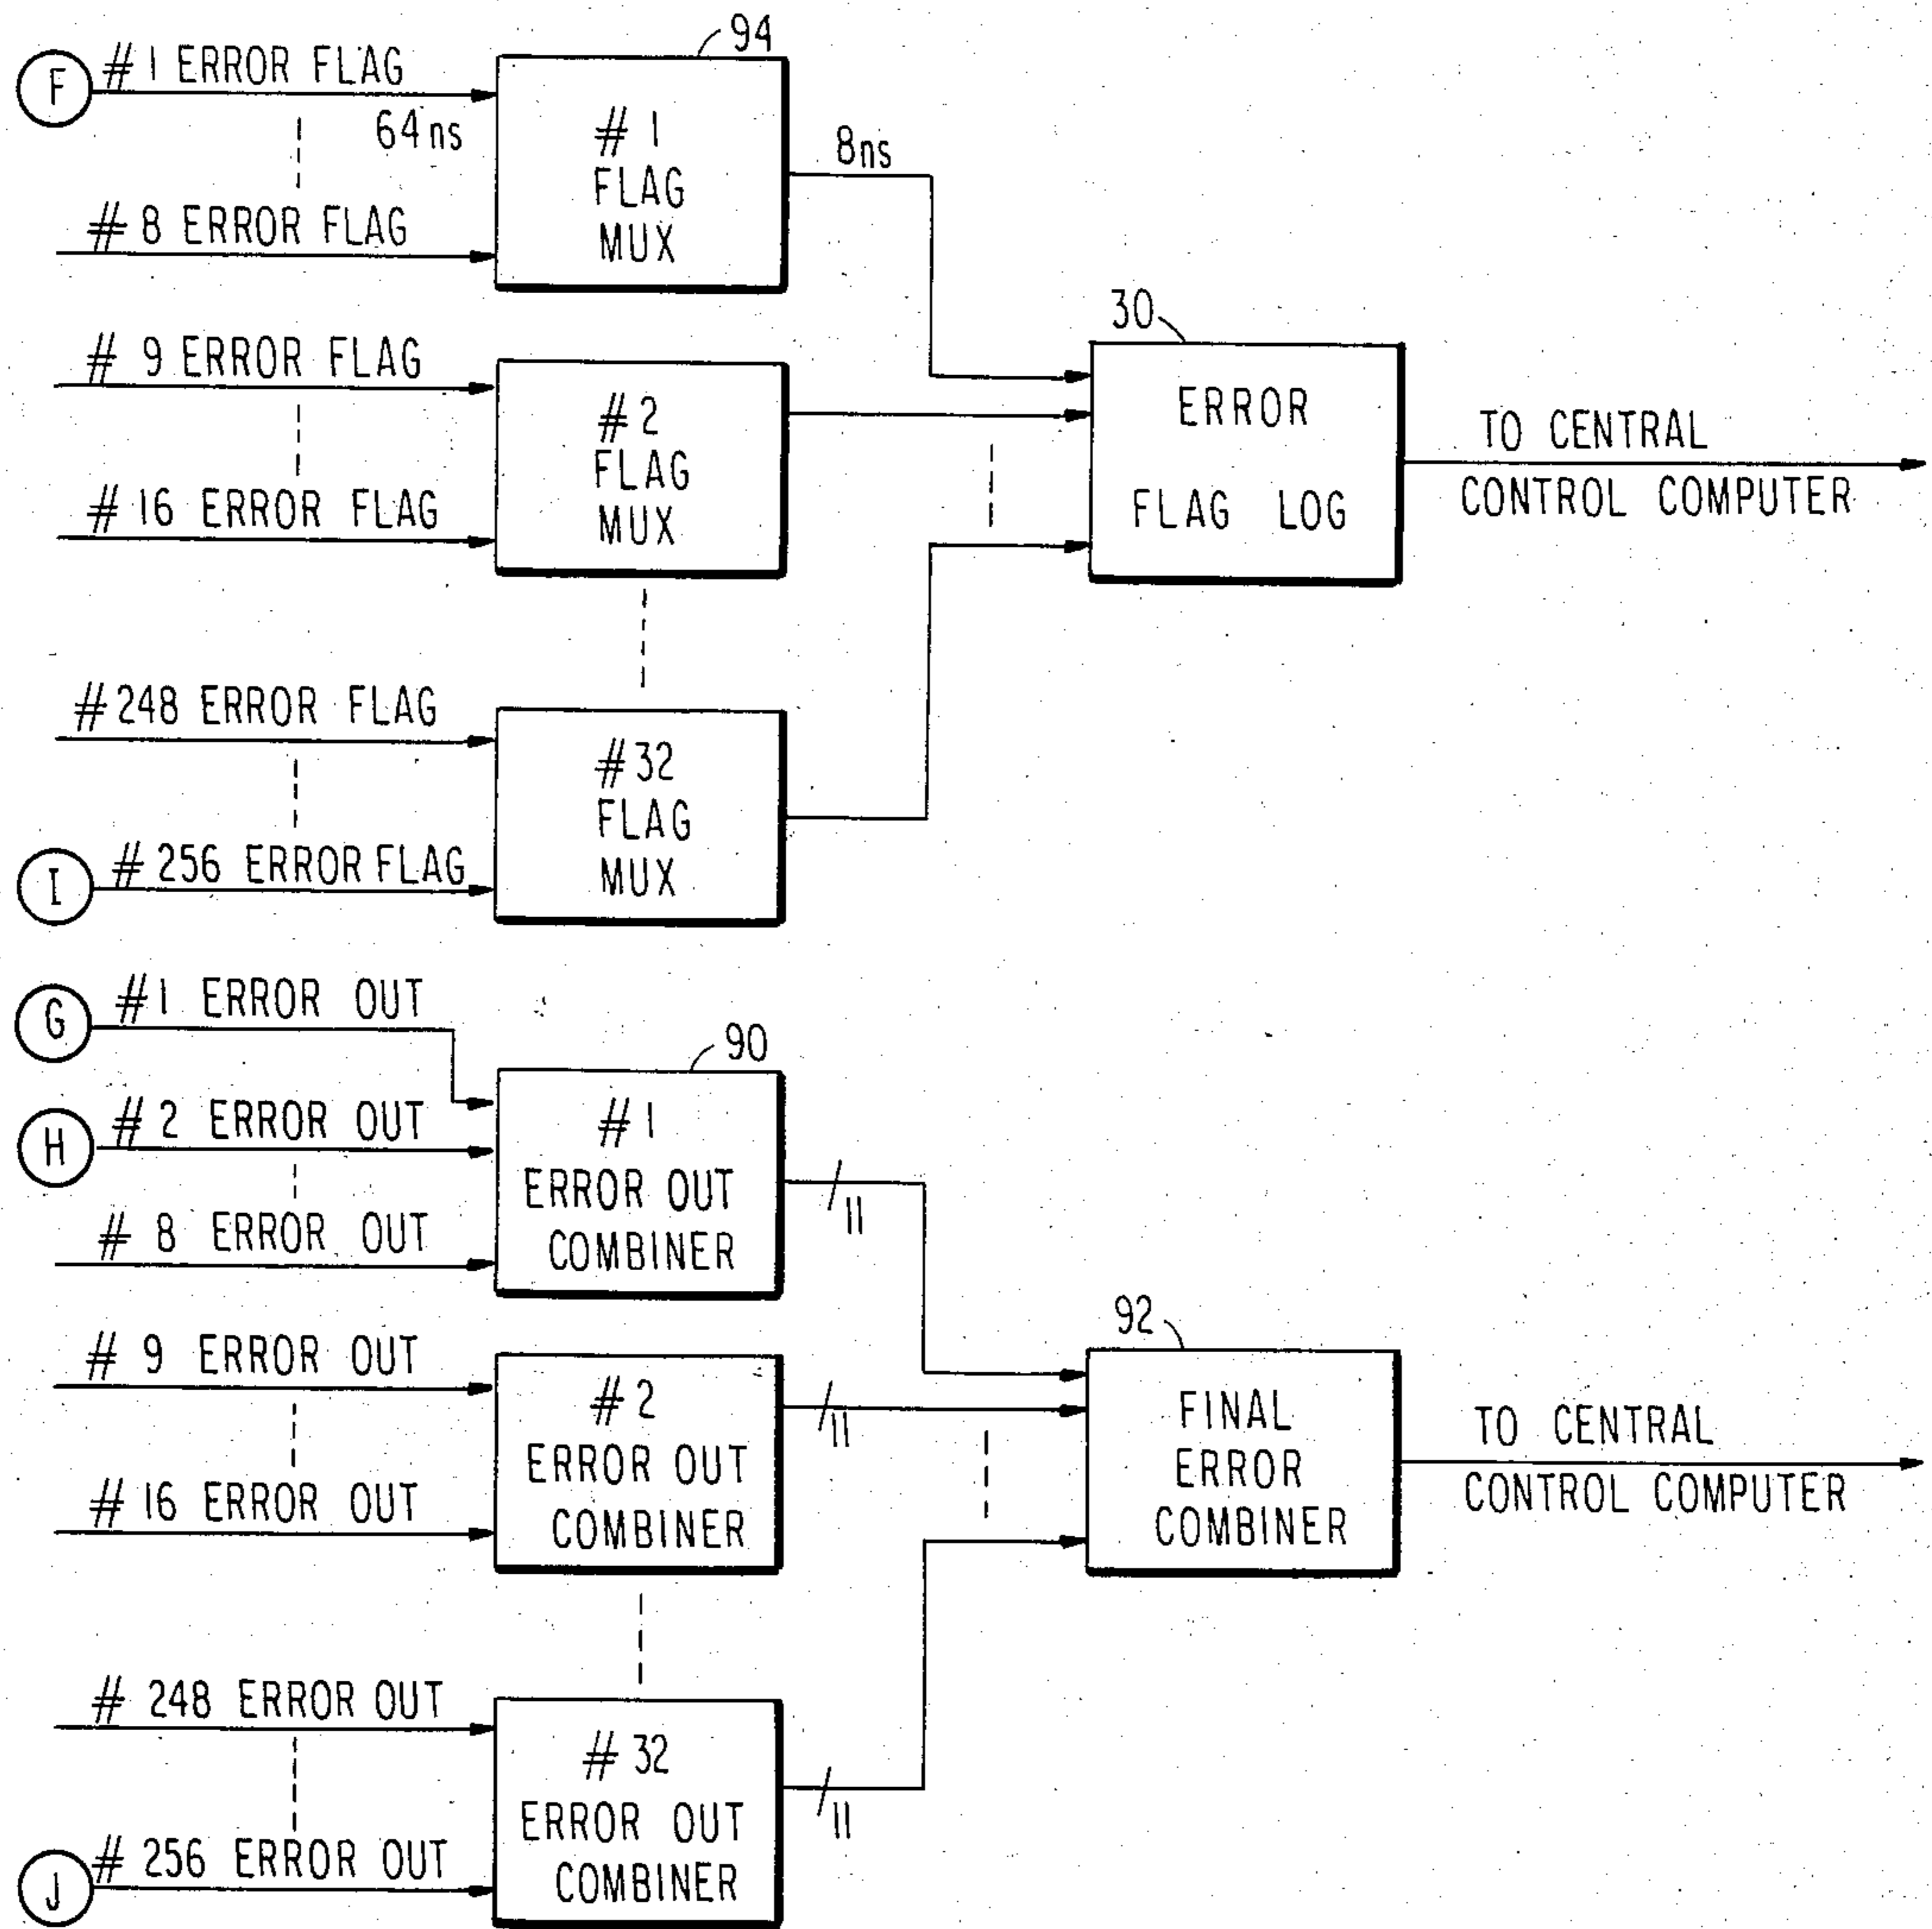 94
F
# 1 ERROR FLAG
64 ns
# 8 ERROR FLAG
# 1
FLAG
MUX
8ns
# 9 ERROR FLAG
# 16 ERROR FLAG
# 2
FLAG
MUX
30
ERROR
FLAG LOG
TO CENTRAL
CONTROL COMPUTER
#248 ERROR FLAG
I
# 256 ERROR FLAG
#32
FLAG
MUX
G
#1 ERROR OUT
H
# 2 ERROR OUT
# 8 ERROR OUT
90
# 1
ERROR OUT
COMBINER
11
# 9 ERROR OUT
# 16 ERROR OUT
# 2
ERROR OUT
COMBINER
11
92
FINAL
ERROR
COMBINER
TO CENTRAL
CONTROL COMPUTER
# 248 ERROR OUT
J
# 256 ERROR OUT
# 32
ERROR OUT
COMBINER
11